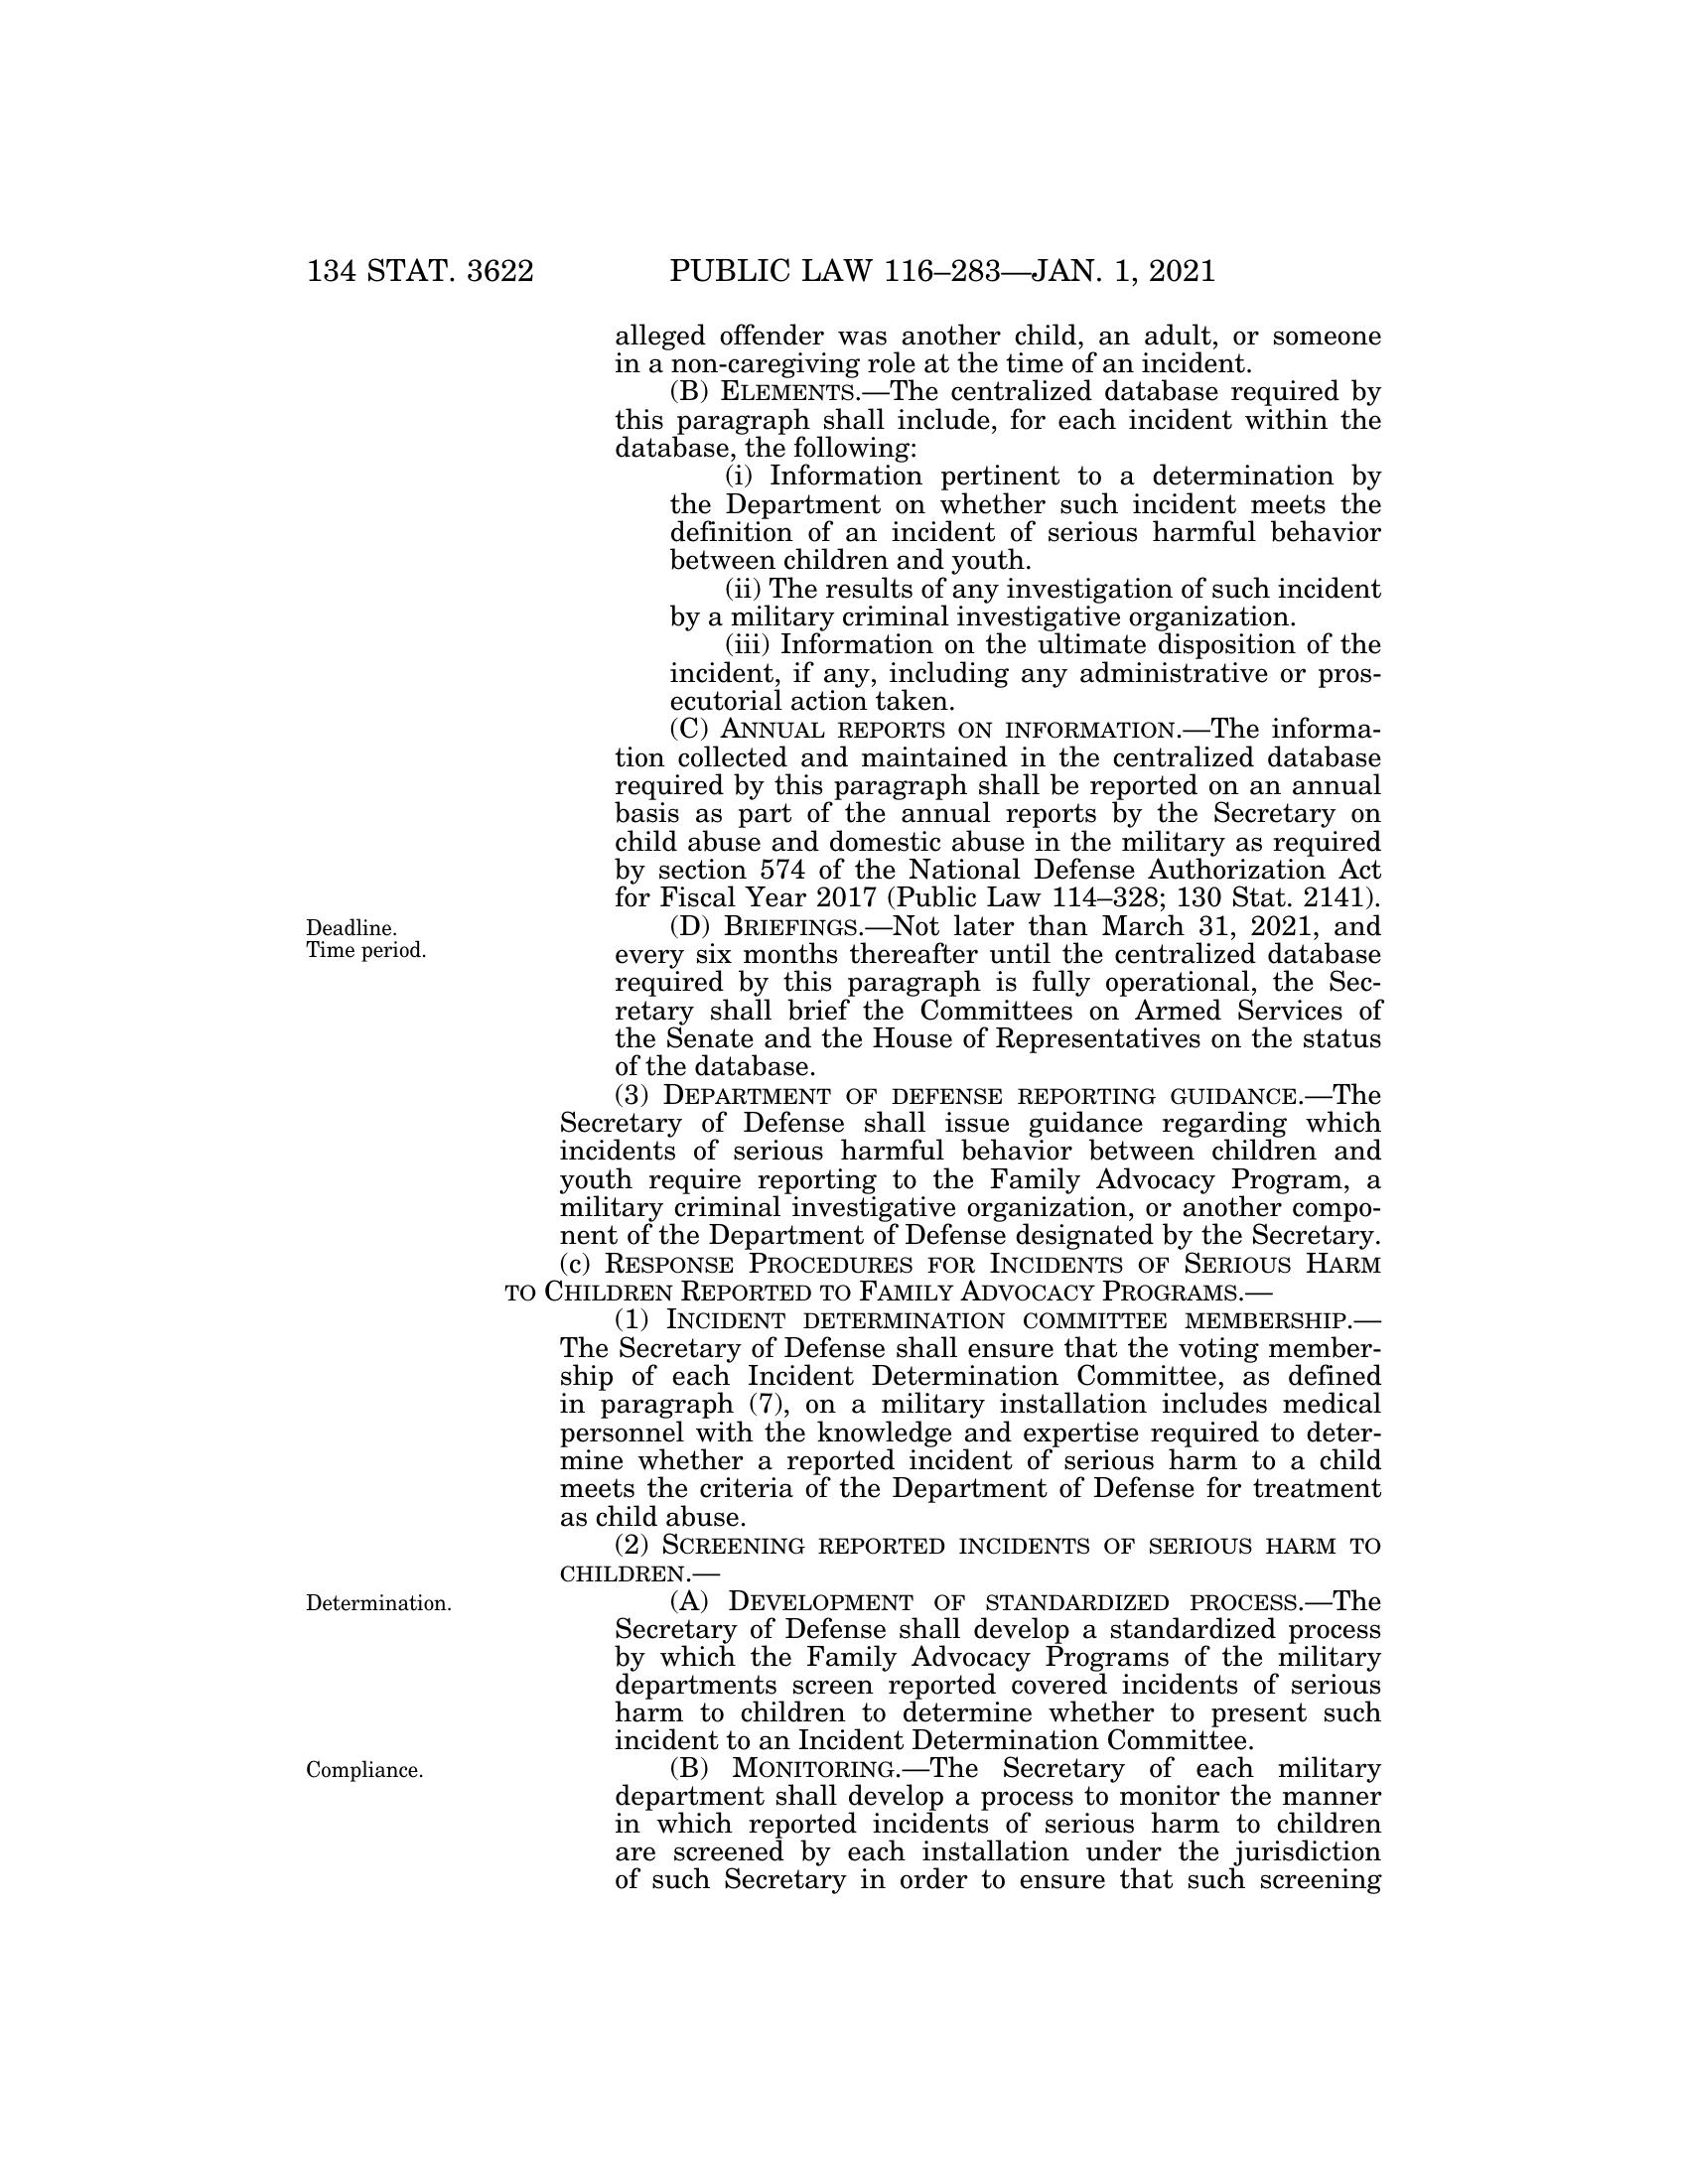 134 STAT. 3622 PUBLIC LAW 116–283—JAN. 1, 2021
alleged offender was another child, an adult, or someone
in a non-caregiving role at the time of an incident.
(B) ELEMENTS.—The centralized database required by
this paragraph shall include, for each incident within the
database, the following:
(i) Information pertinent to a determination by
the Department on whether such incident meets the
definition of an incident of serious harmful behavior
between children and youth.
(ii) The results of any investigation of such incident
by a military criminal investigative organization.
(iii) Information on the ultimate disposition of the
incident, if any, including any administrative or pros-
ecutorial action taken.
(C) ANNUAL REPORTS ON INFORMATION.—The informa-
tion collected and maintained in the centralized database
required by this paragraph shall be reported on an annual
basis as part of the annual reports by the Secretary on
child abuse and domestic abuse in the military as required
by section 574 of the National Defense Authorization Act
for Fiscal Year 2017 (Public Law 114–328; 130 Stat. 2141).
Deadline.
Time period.
(D) BRIEFINGS.—Not later than March 31, 2021, and
every six months thereafter until the centralized database
required by this paragraph is fully operational, the Sec-
retary shall brief the Committees on Armed Services of
the Senate and the House of Representatives on the status
of the database.
(3) DEPARTMENT OF DEFENSE REPORTING GUIDANCE.—The
Secretary of Defense shall issue guidance regarding which
incidents of serious harmful behavior between children and
youth require reporting to the Family Advocacy Program, a
military criminal investigative organization, or another compo-
nent of the Department of Defense designated by the Secretary.
(c) RESPONSE PROCEDURES FOR INCIDENTS OF SERIOUS HARM
TO CHILDREN REPORTED TO FAMILY ADVOCACY PROGRAMS.—
(1) INCIDENT DETERMINATION COMMITTEE MEMBERSHIP.—
The Secretary of Defense shall ensure that the voting member-
ship of each Incident Determination Committee, as defined
in paragraph (7), on a military installation includes medical
personnel with the knowledge and expertise required to deter-
mine whether a reported incident of serious harm to a child
meets the criteria of the Department of Defense for treatment
as child abuse.
(2) SCREENING REPORTED INCIDENTS OF SERIOUS HARM TO
CHILDREN.—
Determination.
(A) DEVELOPMENT OF STANDARDIZED PROCESS.—The
Secretary of Defense shall develop a standardized process
by which the Family Advocacy Programs of the military
departments screen reported covered incidents of serious
harm to children to determine whether to present such
incident to an Incident Determination Committee.
Compliance.
(B) MONITORING.—The Secretary of each military
department shall develop a process to monitor the manner
in which reported incidents of serious harm to children
are screened by each installation under the jurisdiction
of such Secretary in order to ensure that such screening